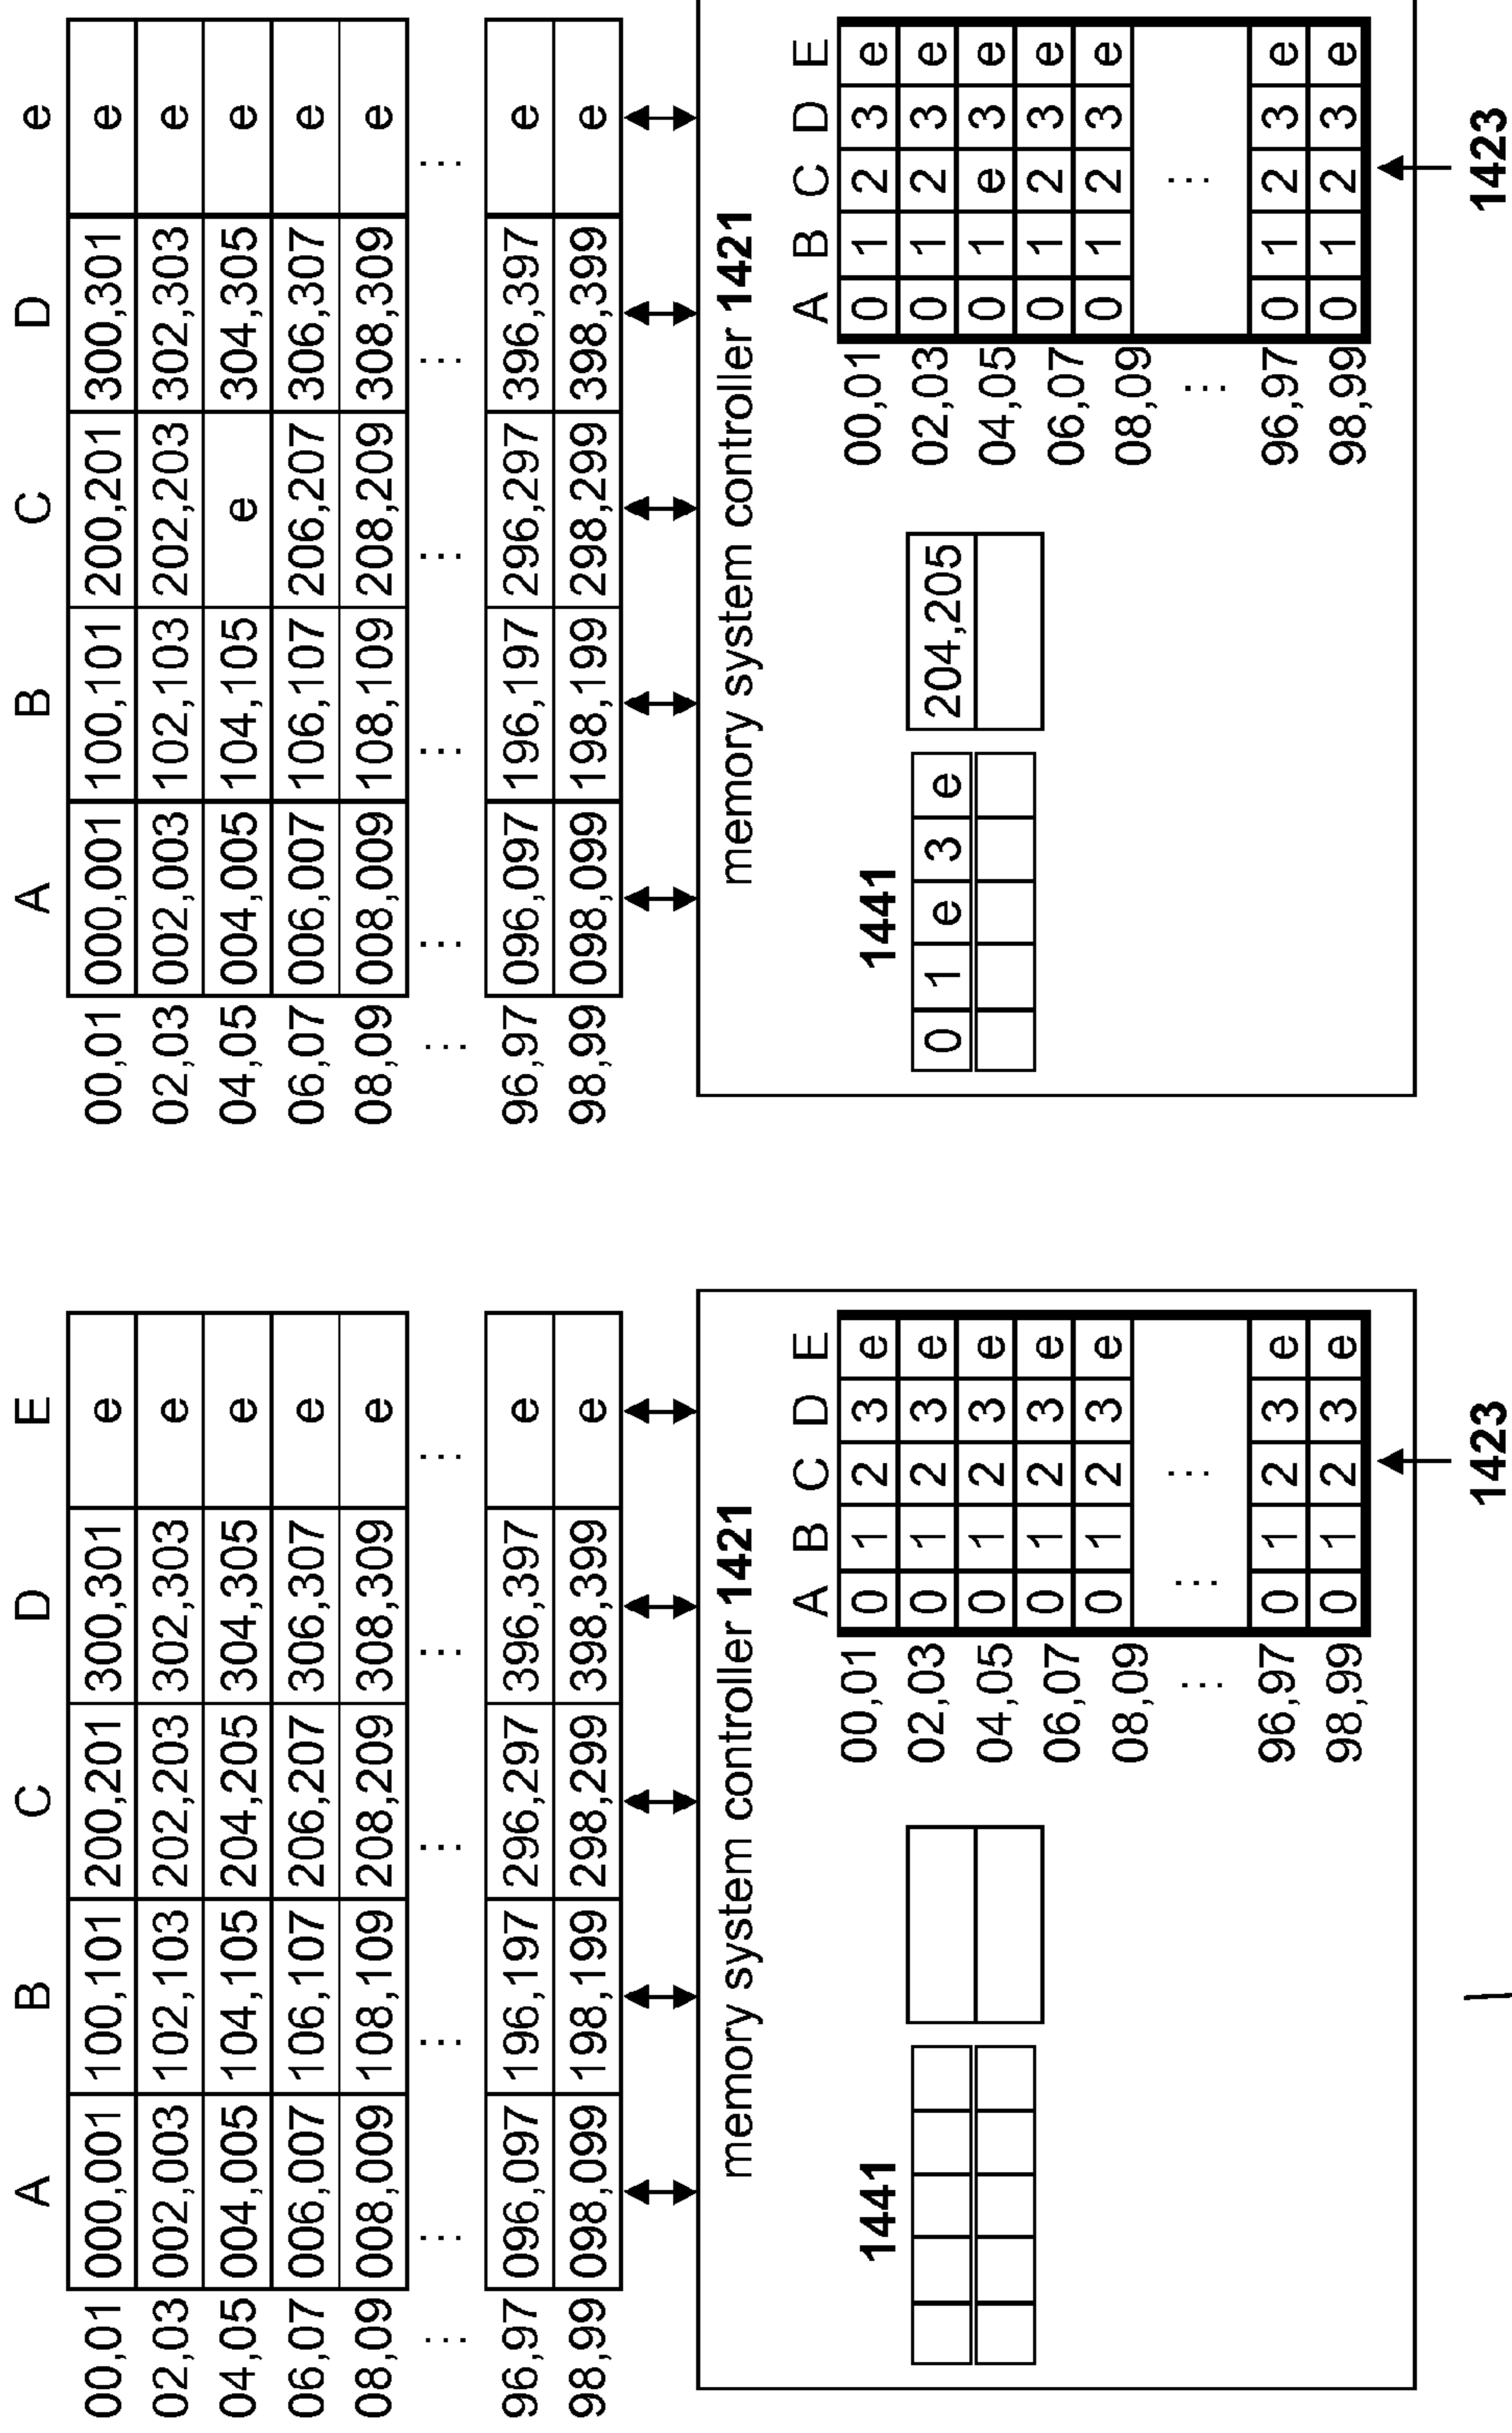 A B C D E
00,01 000,001 100,101 200,201 300,301 e
02,03 002,003 102,103 202,203 302,303 e
04,05 004,005 104,105 204,205 304,305 e
06,07 006,007 106,107 206,207 306,307 e
08,09 008,009 108,109 208,209 308,309 e
... ... ... ... ... ...
96,97 096,097 196,197 296,297 396,397 e
98,99 098,099 198,199 298,299 398,399 e
memory system controller 1421
1441
A B C D E
00,01 0 1 2 3 e
02,03 0 1 2 3 e
04,05 0 1 2 3 e
06,07 0 1 2 3 e
08,09 0 1 2 3 e
... ... ...
96,97 0 1 2 3 e
98,99 0 1 2 3 e
1423
A B C D e
00,01 000,001 100,101 200,201 300,301 e
02,03 002,003 102,103 202,203 302,303 e
04,05 004,005 104,105 e 304,305 e
06,07 006,007 106,107 206,207 306,307 e
08,09 008,009 108,109 208,209 308,309 e
... ... ... ... ... ...
96,97 096,097 196,197 296,297 396,397 e
98,99 098,099 198,199 298,299 398,399 e
memory system controller 1421
1441
0 1 e 3 e 204,205
A B C D E
00,01 0 1 2 3 e
02,03 0 1 2 3 e
04,05 0 1 e 3 e
06,07 0 1 2 3 e
08,09 0 1 2 3 e
... ...
96,97 0 1 2 3 e
98,99 0 1 2 3 e
1423